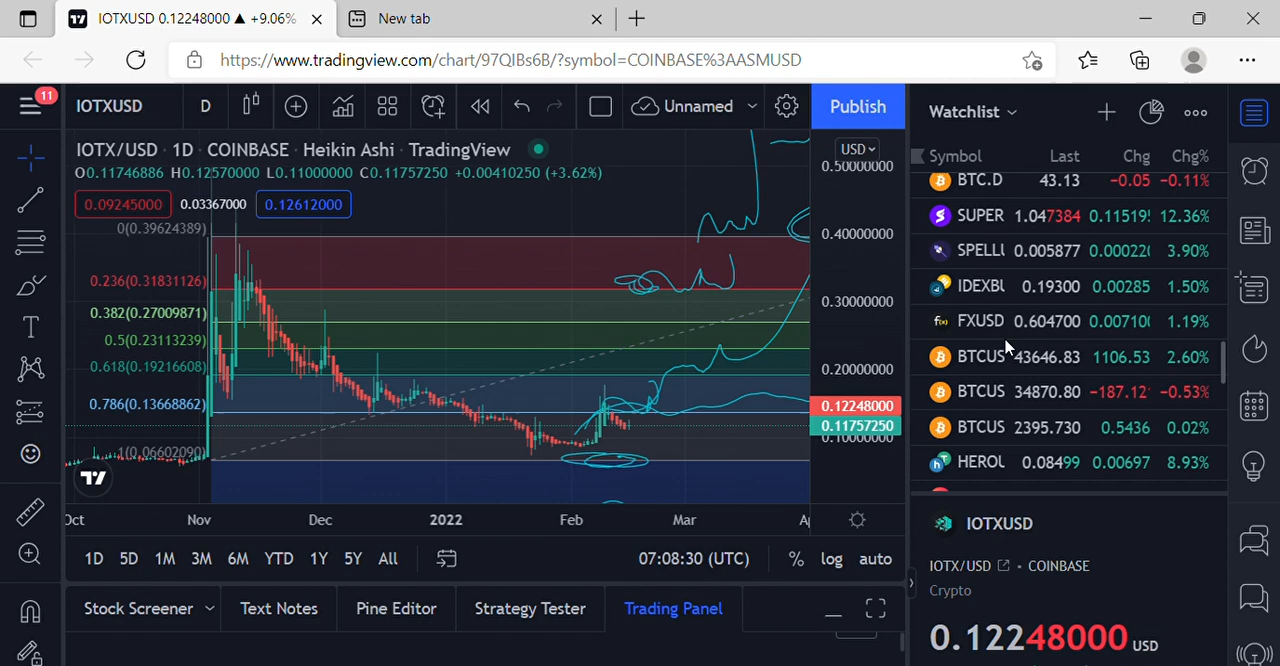 IOTXUSD 0.12248000 ▲ +9.06%
New tab
https://www.tradingview.com/chart/97QIBs6B/?symbol=COINBASE%3AASMUSD
11
IOTXUSD D Unnamed Publish
IOTX/USD · 1D · COINBASE · Heikin Ashi · TradingView
O0.11746886 H0.12570000 L0.11000000 C0.11757250 +0.00410250 (+3.62%)
0.09245000 0.03367000 0.12612000
USD
0.50000000
0.40000000
0.30000000
0.20000000
0.12248000
0.11757250
0.10000000
0(0.39624389)
0.236(0.31831126)
0.382(0.27009871)
0.5(0.23113239)
0.618(0.19216608)
0.786(0.13668862)
1(0.06602090)
Oct Nov Dec 2022 Feb Mar
1D 5D 1M 3M 6M YTD 1Y 5Y All 07:08:30 (UTC) % log auto
Stock Screener Text Notes Pine Editor Strategy Tester Trading Panel
Watchlist
Symbol Last Chg Chg%
BTC.D 43.13 -0.05 -0.11%
SUPER 1.047384 0.11519 12.36%
SPELL 0.005877 0.00022 3.90%
IDEXBU 0.19300 0.00285 1.50%
FXUSD 0.604700 0.00710 1.19%
BTCUS 43646.83 1106.53 2.60%
BTCUS 34870.80 -187.12 -0.53%
BTCUS 2395.730 0.5436 0.02%
HEROU 0.08499 0.00697 8.93%
IOTXUSD
IOTX/USD • COINBASE
Crypto
0.12248000 USD